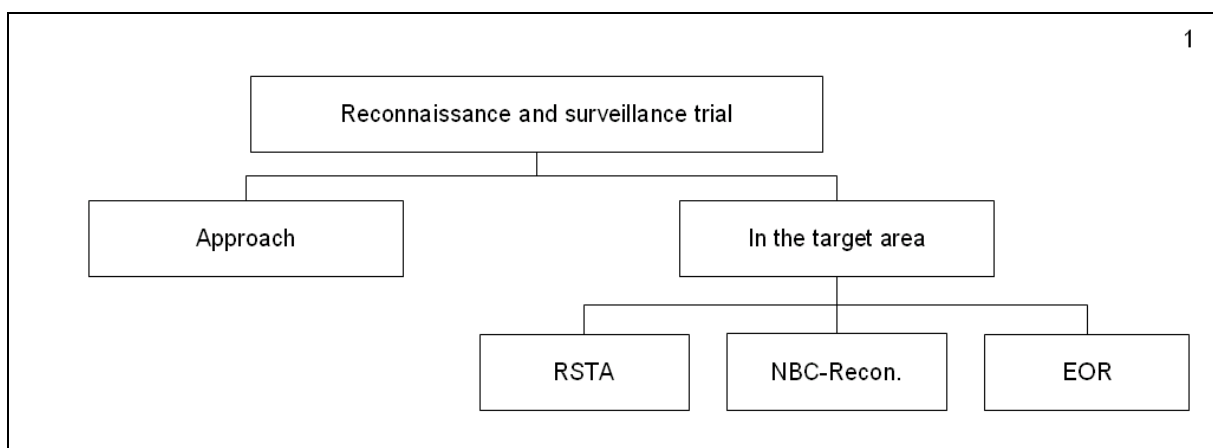 1
Reconnaissance and surveillance trial
Approach
In the target area
RSTA
NBC-Recon.
EOR